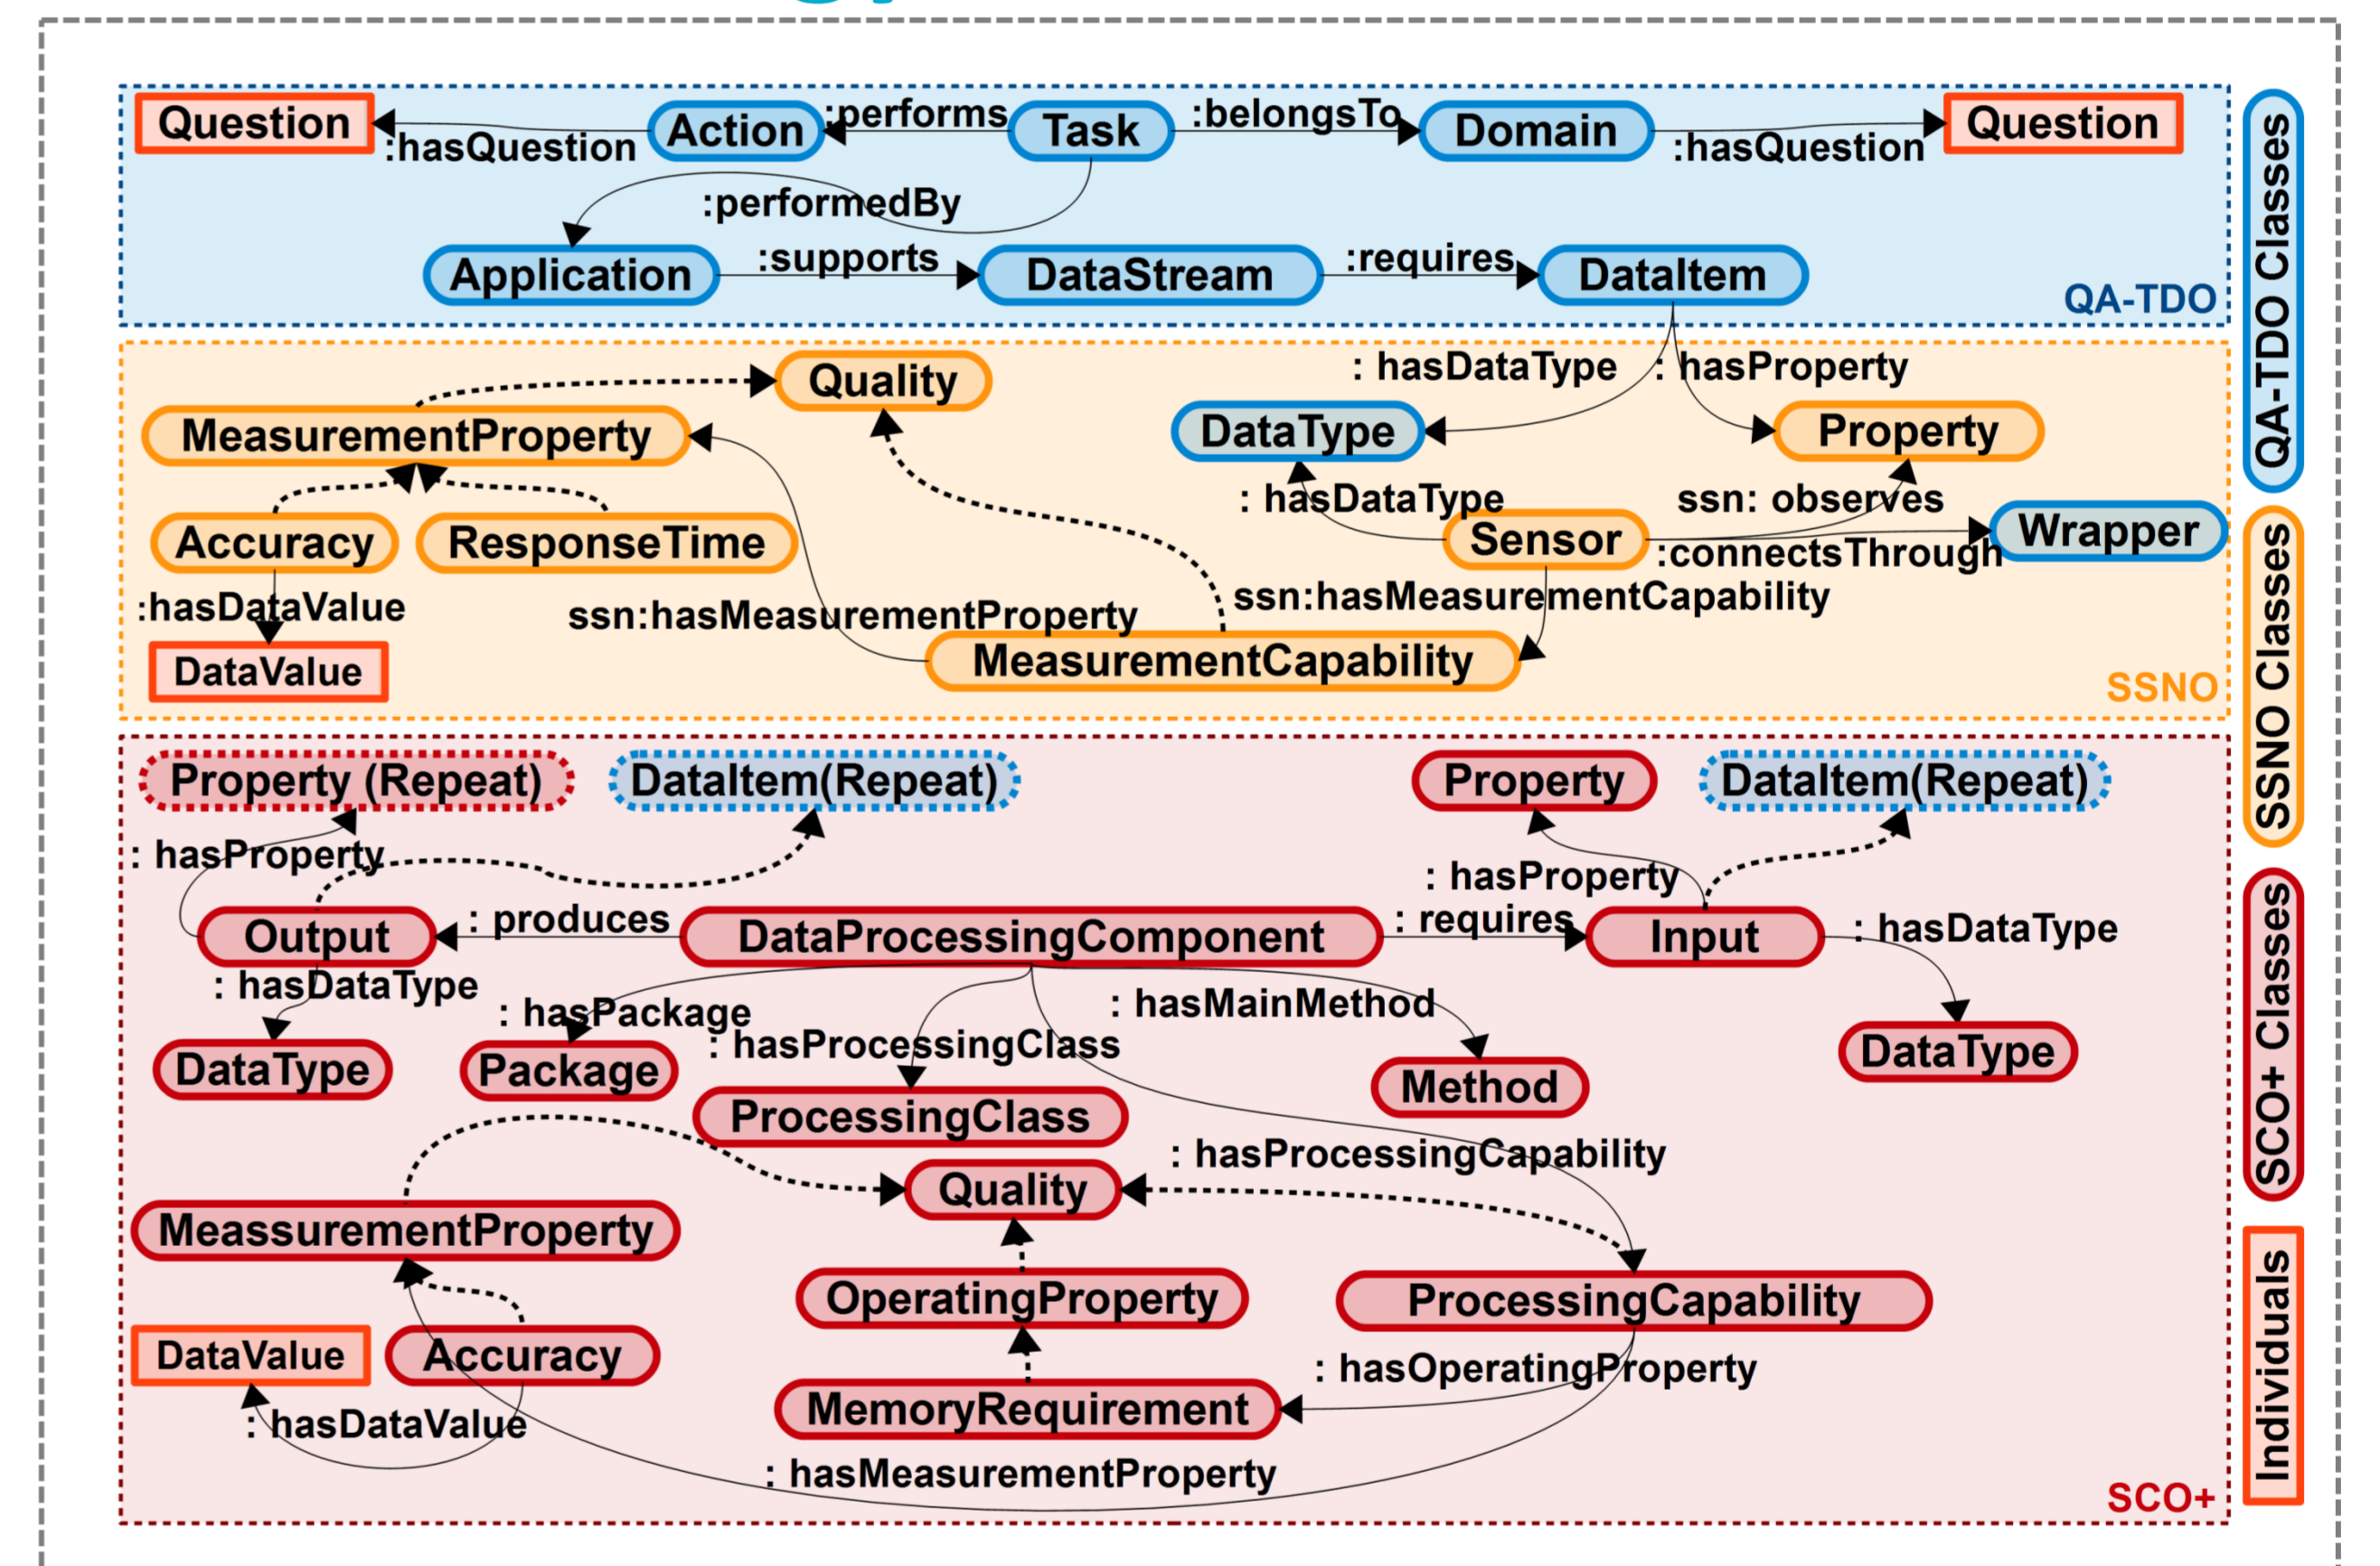 Question
Action
:performs
Task
:belongsTo
Domain
Question
:hasQuestion
:hasQuestion
:performedBy
Application
:supports
DataStream
:requires
DataItem
QA-TDO
Quality
: hasDataType
: hasProperty
MeasurementProperty
DataType
Property
: hasDataType
ssn: observes
Accuracy
ResponseTime
Sensor
Wrapper
:connectsThrough
:hasDataValue
ssn:hasMeasurementProperty
ssn:hasMeasurementCapability
DataValue
MeasurementCapability
SSNO
Property (Repeat)
DataItem(Repeat)
Property
DataItem(Repeat)
: hasProperty
: hasProperty
Output
: produces
DataProcessingComponent
: requires
Input
: hasDataType
: hasDataType
: hasPackage
: hasMainMethod
: hasProcessingClass
DataType
Package
Method
DataType
ProcessingClass
: hasProcessingCapability
Quality
MeassurementProperty
OperatingProperty
ProcessingCapability
DataValue
Accuracy
: hasOperatingProperty
MemoryRequirement
: hasDataValue
: hasMeasurementProperty
SCO+
QA-TDO Classes
SSNO Classes
SCO+ Classes
Individuals